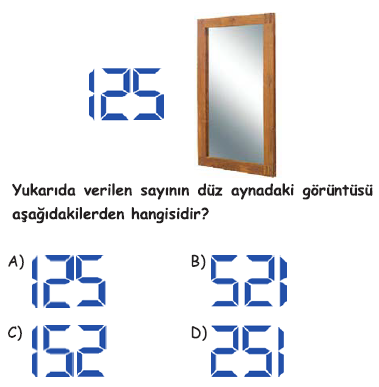 125
Yukarıda verilen sayının düz aynadaki görüntüsü
aşağıdakilerden hangisidir?
A) 125
B) 521
C) 152
D) 251